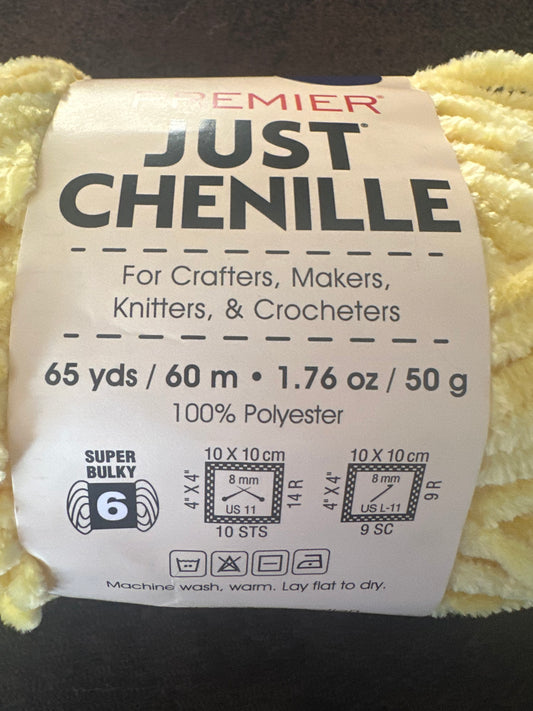 PREMIER®
JUST®
CHENILLE
For Crafters, Makers,
Knitters, & Crocheters
65 yds / 60 m • 1.76 oz / 50 g
100% Polyester
SUPER
BULKY
6
10 X 10 cm
4" X 4"
8 mm
US 11
14 R
10 STS
10 X 10 cm
4" X 4"
8 mm
US L-11
9 R
9 SC
Machine wash, warm. Lay flat to dry.